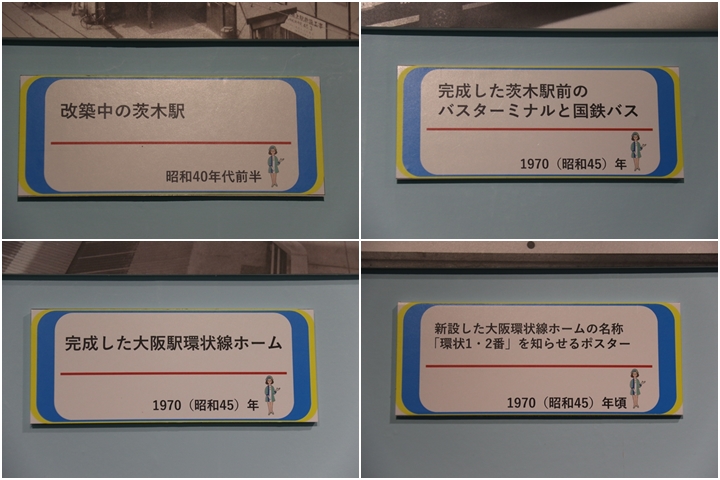 改築中の茨木駅
昭和40年代前半
完成した茨木駅前の
バスターミナルと国鉄バス
1970（昭和45）年
完成した大阪駅環状線ホーム
1970（昭和45）年
新設した大阪環状線ホームの名称
「環状1・2番」を知らせるポスター
1970（昭和45）年頃